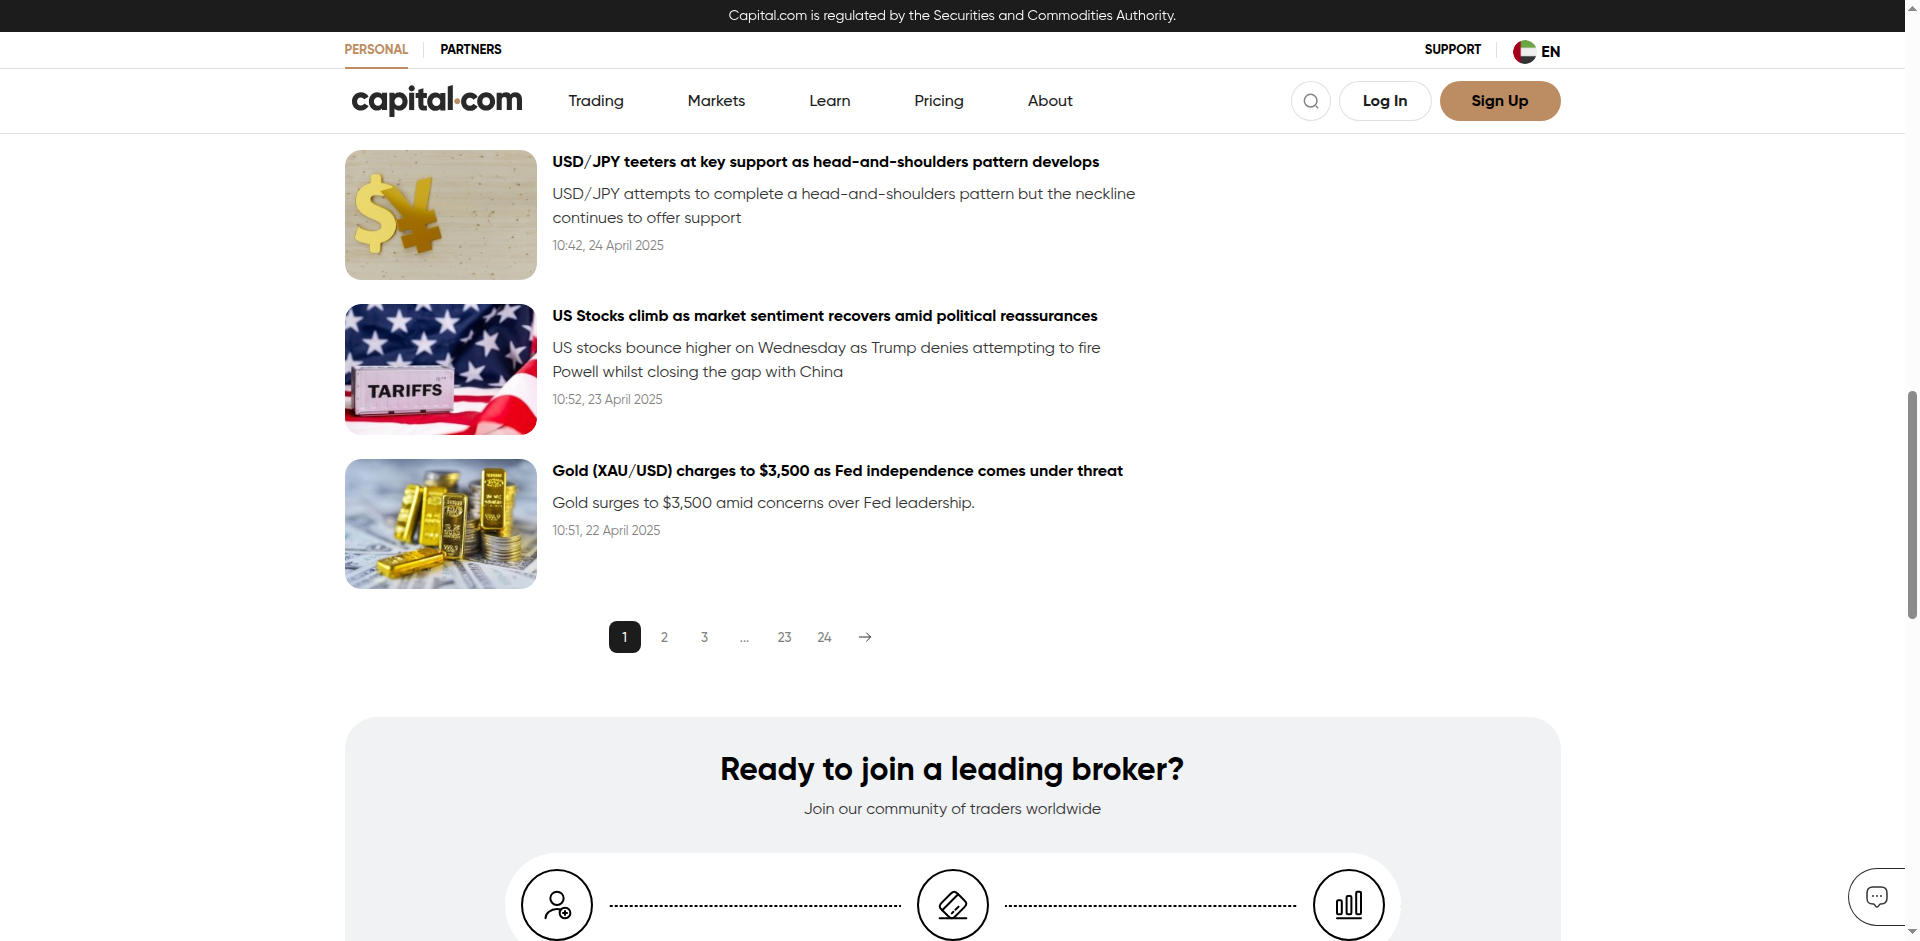 Capital.com is regulated by the Securities and Commodities Authority.
PERSONAL
PARTNERS
SUPPORT
EN
capital.com
Trading
Markets
Learn
Pricing
About
Log In
Sign Up
USD/JPY teeters at key support as head-and-shoulders pattern develops
USD/JPY attempts to complete a head-and-shoulders pattern but the neckline
continues to offer support
10:42, 24 April 2025
TARIFFS
US Stocks climb as market sentiment recovers amid political reassurances
US stocks bounce higher on Wednesday as Trump denies attempting to fire
Powell whilst closing the gap with China
10:52, 23 April 2025
Gold (XAU/USD) charges to $3,500 as Fed independence comes under threat
Gold surges to $3,500 amid concerns over Fed leadership.
10:51, 22 April 2025
1 2 3 ... 23 24
Ready to join a leading broker?
Join our community of traders worldwide